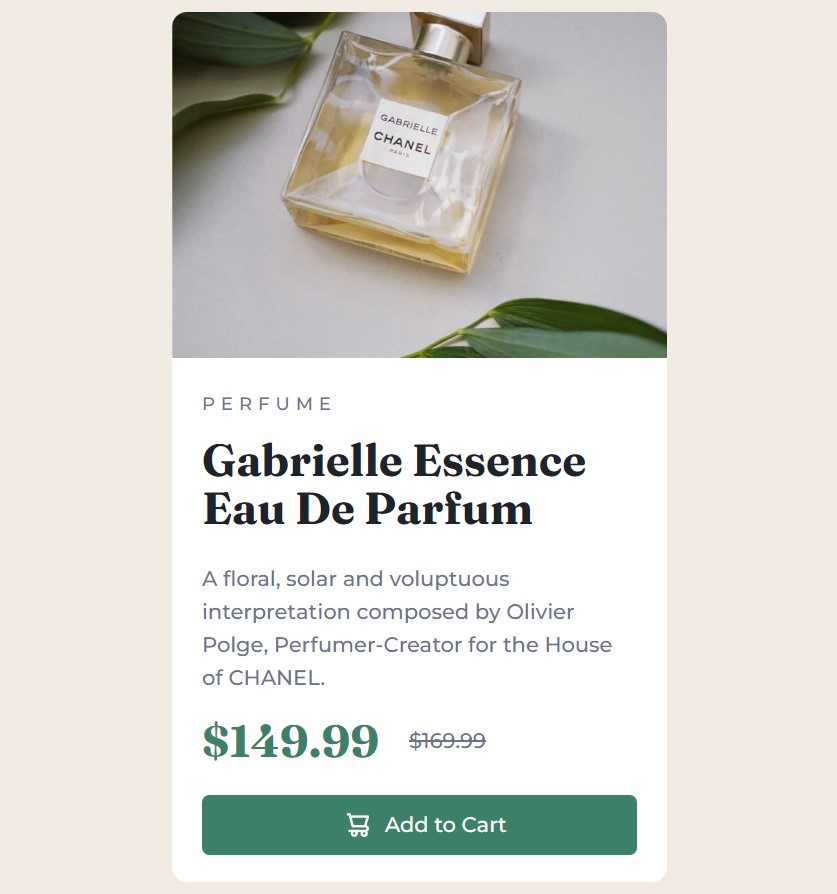 GABRIELLE
CHANEL
PARIS
PERFUME
Gabrielle Essence
Eau De Parfum
A floral, solar and voluptuous
interpretation composed by Olivier
Polge, Perfumer-Creator for the House
of CHANEL.
$149.99 $169.99
Add to Cart